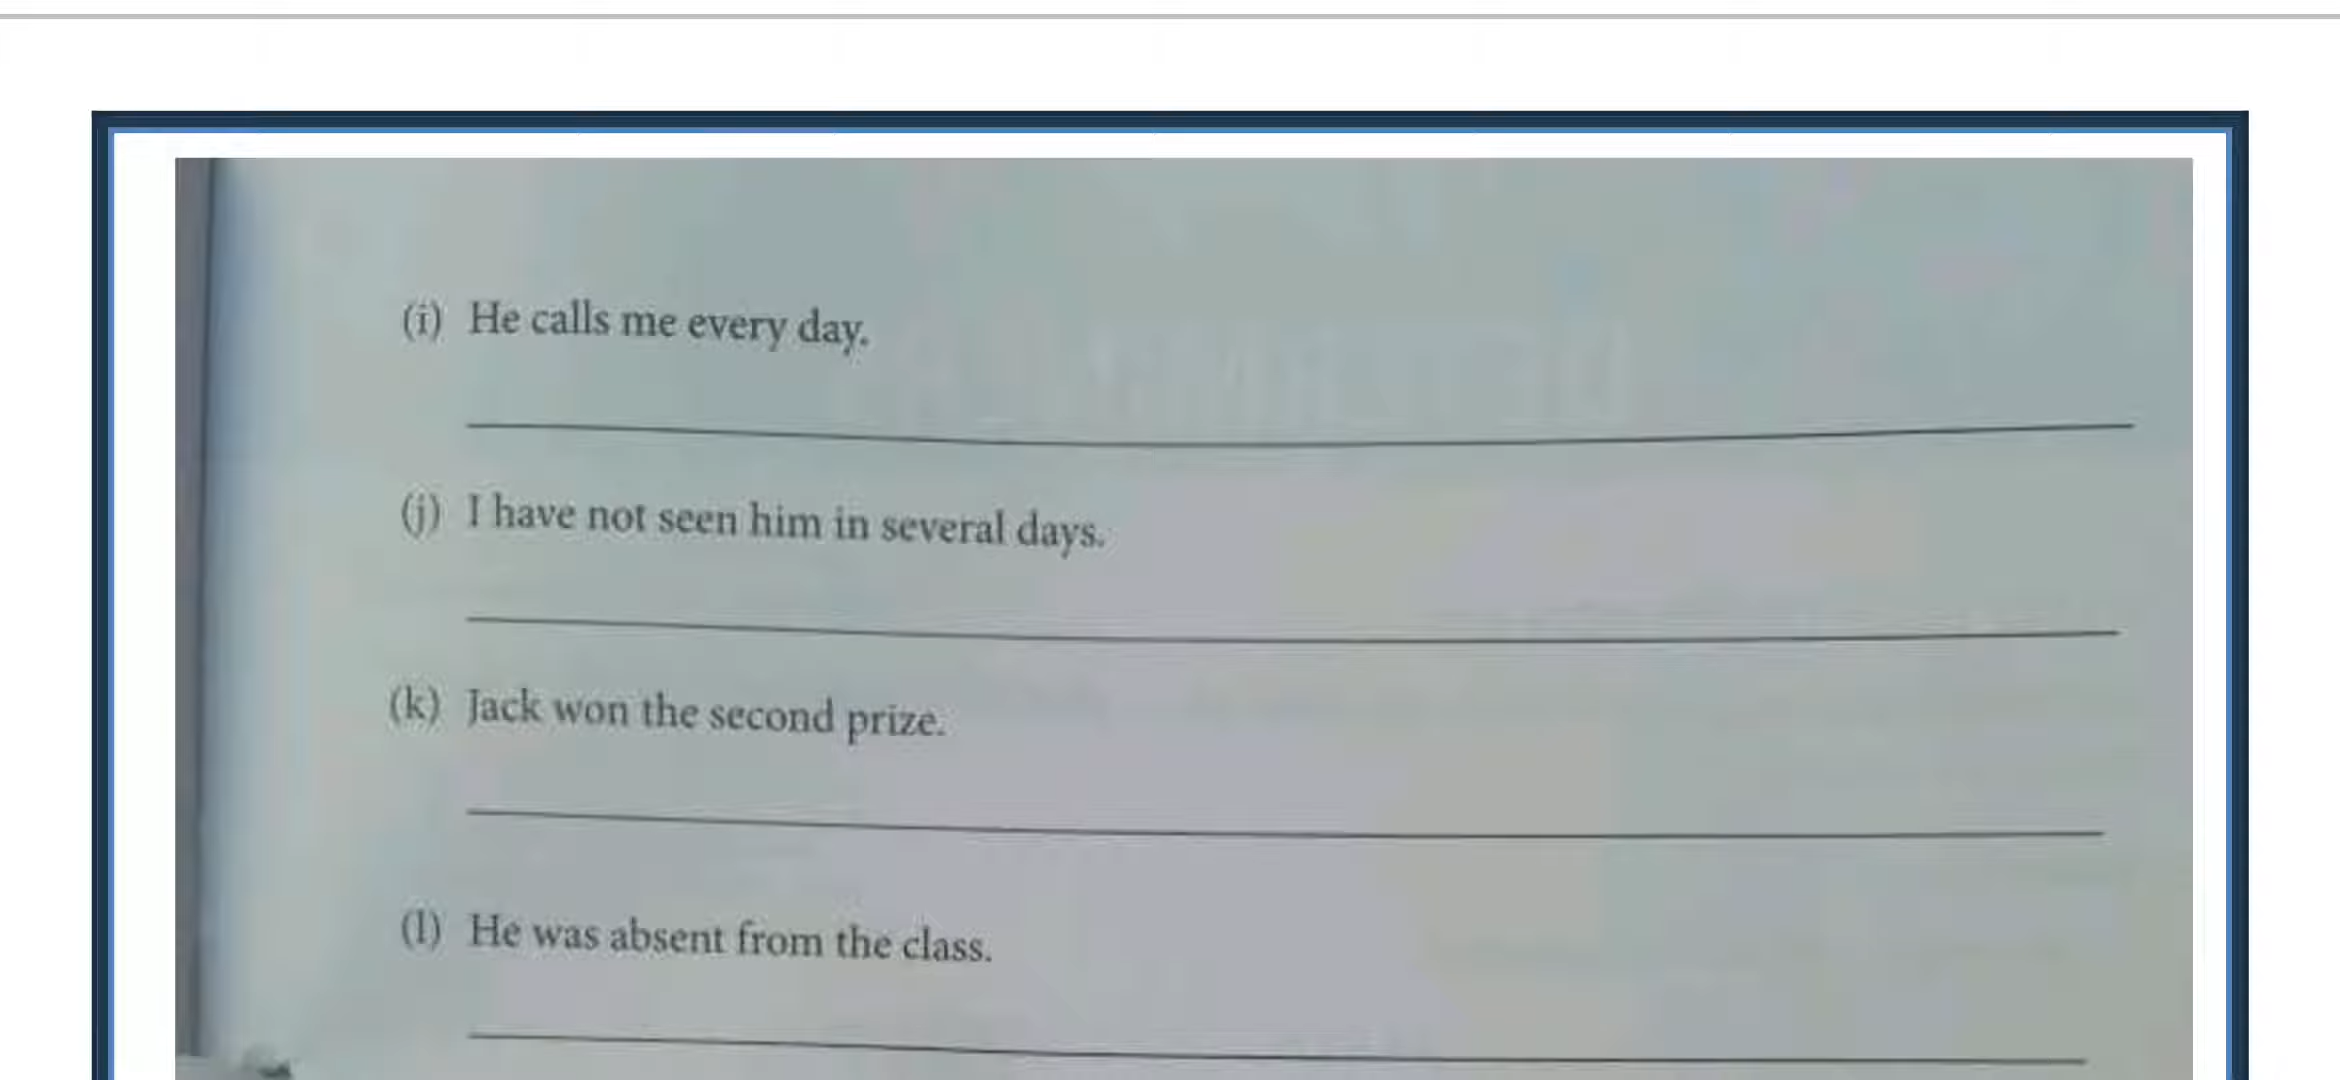 (i) He calls me every day.
(j) I have not seen him in several days.
(k) Jack won the second prize.
(l) He was absent from the class.